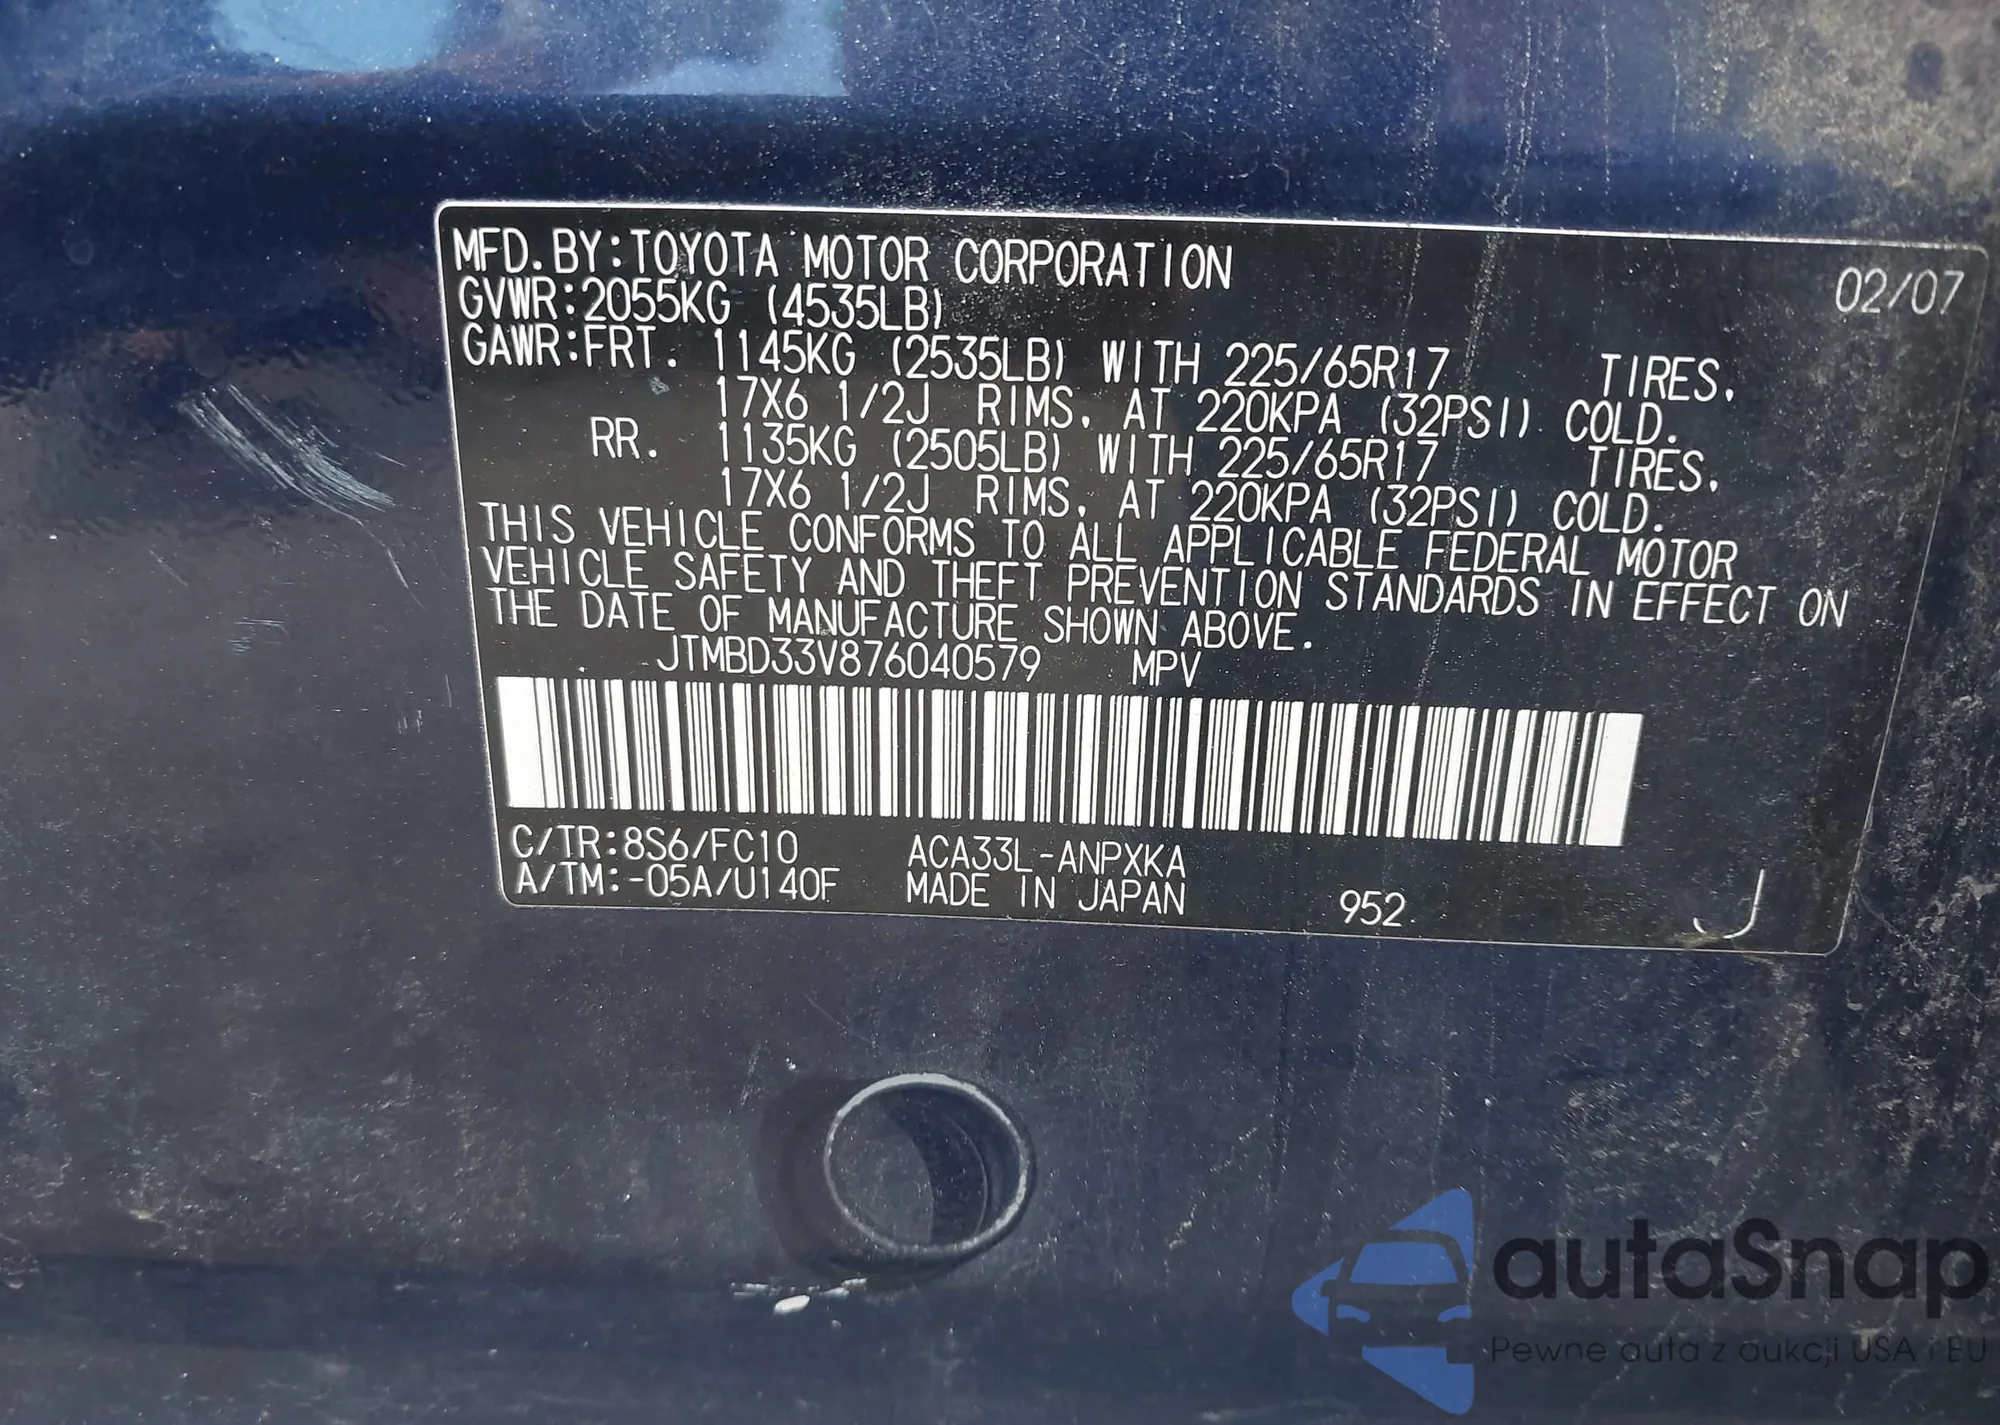 MFD.BY:TOYOTA MOTOR CORPORATION 02/07
GVWR:2055KG (4535LB)
GAWR:FRT. 1145KG (2535LB) WITH 225/65R17 TIRES,
17X6 1/2J RIMS, AT 220KPA (32PSI) COLD.
RR. 1135KG (2505LB) WITH 225/65R17 TIRES,
17X6 1/2J RIMS, AT 220KPA (32PSI) COLD.
THIS VEHICLE CONFORMS TO ALL APPLICABLE FEDERAL MOTOR
VEHICLE SAFETY AND THEFT PREVENTION STANDARDS IN EFFECT ON
THE DATE OF MANUFACTURE SHOWN ABOVE.
JTMBD33V876040579 MPV
C/TR:8S6/FC10 ACA33L-ANPXKA
A/TM:-05A/U140F MADE IN JAPAN 952 J
autaSnap
Pewne auta z aukcji USA i EU